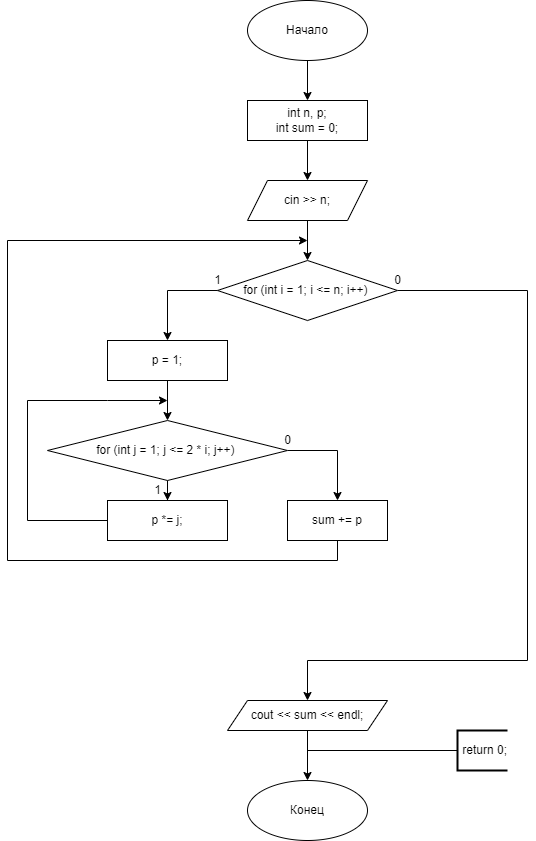 Начало
int n, p;
int sum = 0;
cin >> n;
1
for (int i = 1; i <= n; i++)
0
p = 1;
for (int j = 1; j <= 2 * i; j++)
0
1
p *= j;
sum += p
cout << sum << endl;
return 0;
Конец